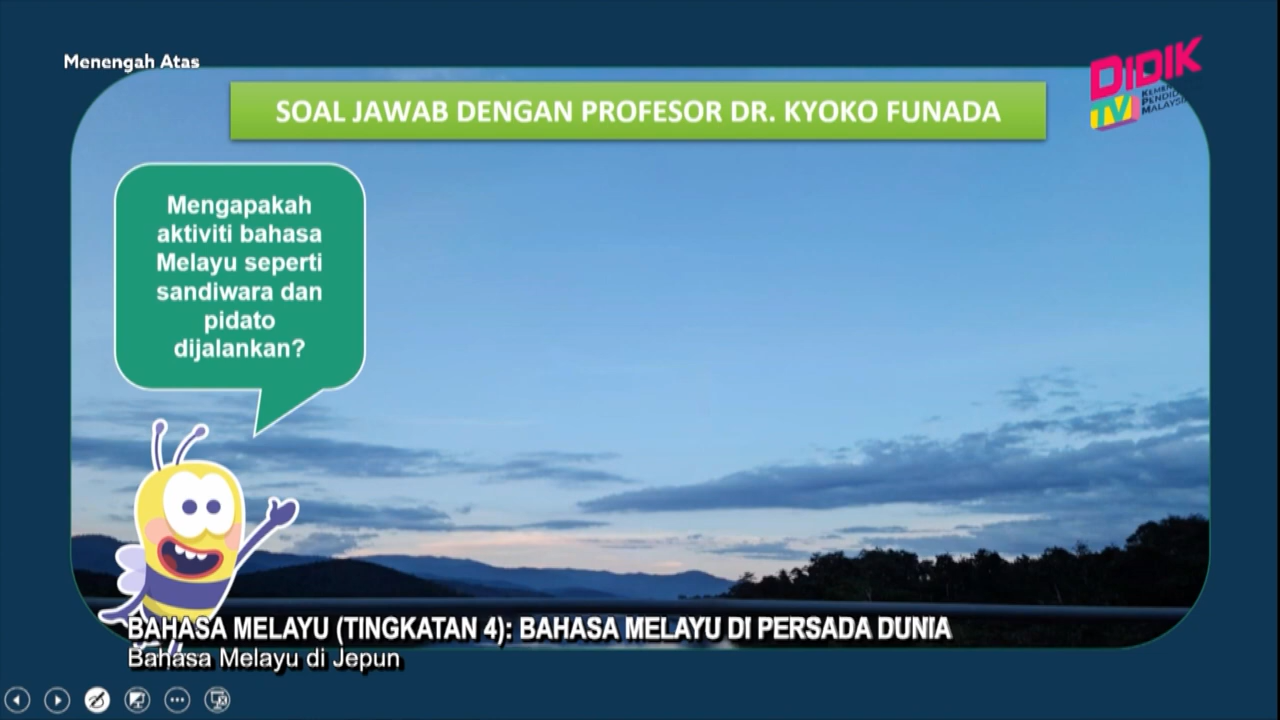 Menengah Atas
DIDIK
TV
SOAL JAWAB DENGAN PROFESOR DR. KYOKO FUNADA
Mengapakah
aktiviti bahasa
Melayu seperti
sandiwara dan
pidato
dijalankan?
BAHASA MELAYU (TINGKATAN 4): BAHASA MELAYU DI PERSADA DUNIA
Bahasa Melayu di Jepun